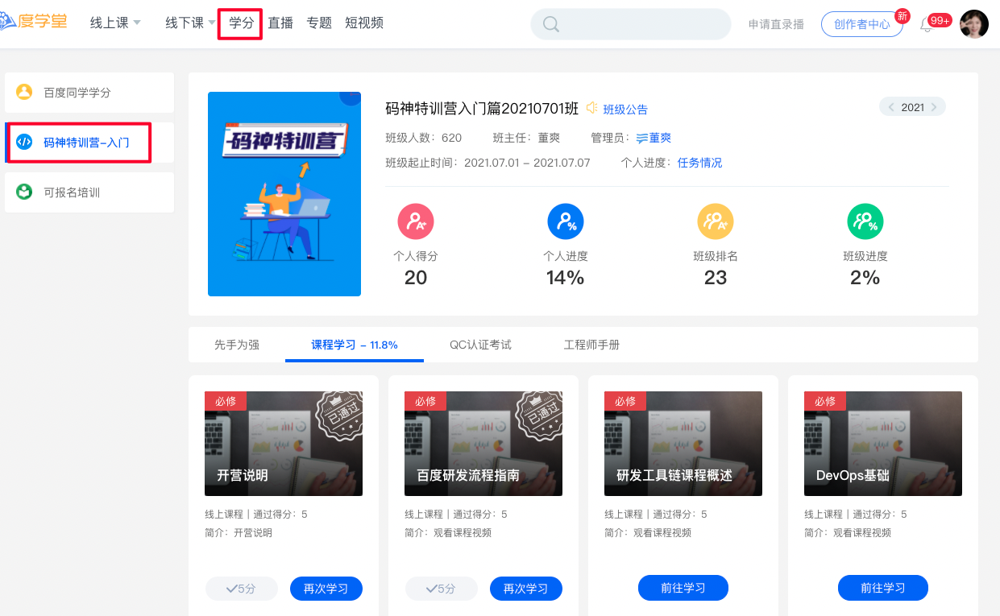 度学堂 线上课 线下课 学分 直播 专题 短视频 申请直录播 创作者中心 新 99+
百度同学学分
码神特训营-入门
可报名培训
码神特训营
码神特训营入门篇20210701班 班级公告 2021
班级人数：620 班主任：董爽 管理员：董爽
班级起止时间：2021.07.01 - 2021.07.07 个人进度：任务情况
个人得分 个人进度 班级排名 班级进度
20 14% 23 2%
先手为强 课程学习 - 11.8% QC认证考试 工程师手册
必修 已通过 必修 已通过 必修 必修
开营说明 百度研发流程指南 研发工具链课程概述 DevOps基础
线上课程 | 通过得分：5 线上课程 | 通过得分：5 线上课程 | 通过得分：5 线上课程 | 通过得分：5
简介：开营说明 简介：观看课程视频 简介：观看课程视频 简介：观看课程视频
5分 再次学习 5分 再次学习 前往学习 前往学习